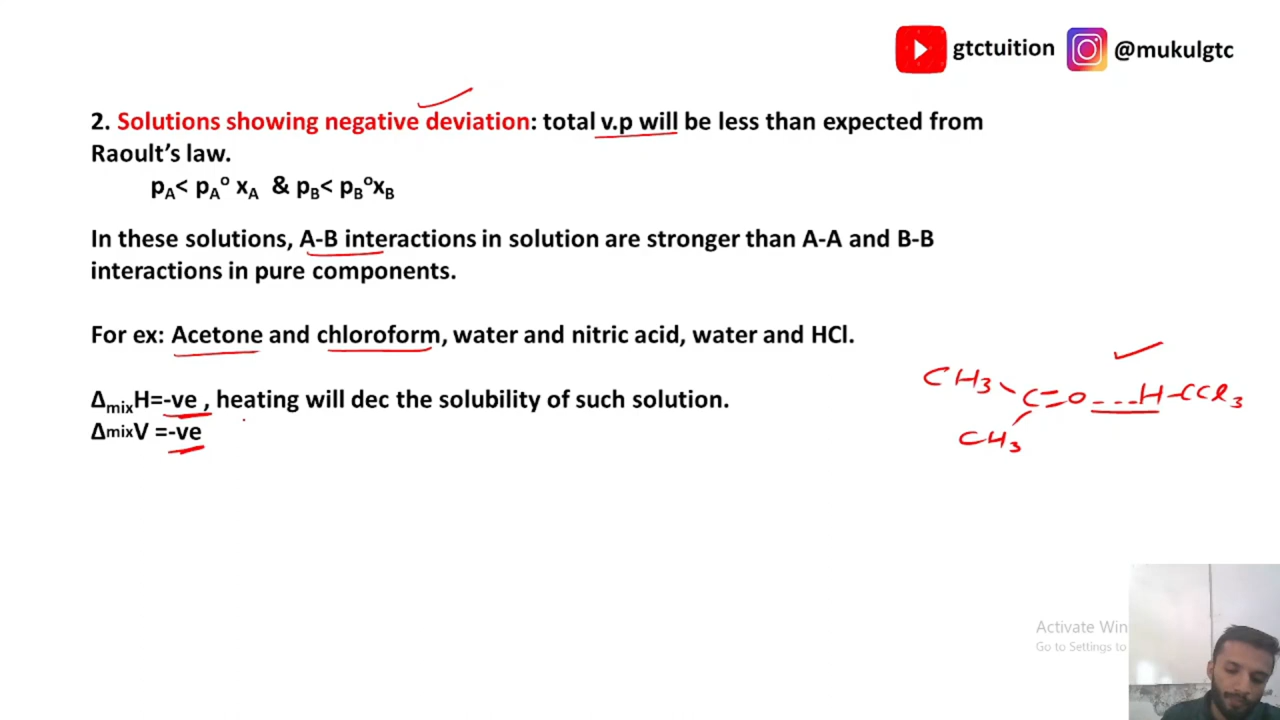 gtctuition @mukulgtc
2. Solutions showing negative deviation: total v.p will be less than expected from
Raoult’s law.
pA< pAº xA & pB< pBºxB
In these solutions, A-B interactions in solution are stronger than A-A and B-B
interactions in pure components.
For ex: Acetone and chloroform, water and nitric acid, water and HCl.
CH3
ΔmixH=-ve , heating will dec the solubility of such solution.
C=O---H-CCl3
ΔmixV =-ve
CH3
Activate Win
Go to Settings to